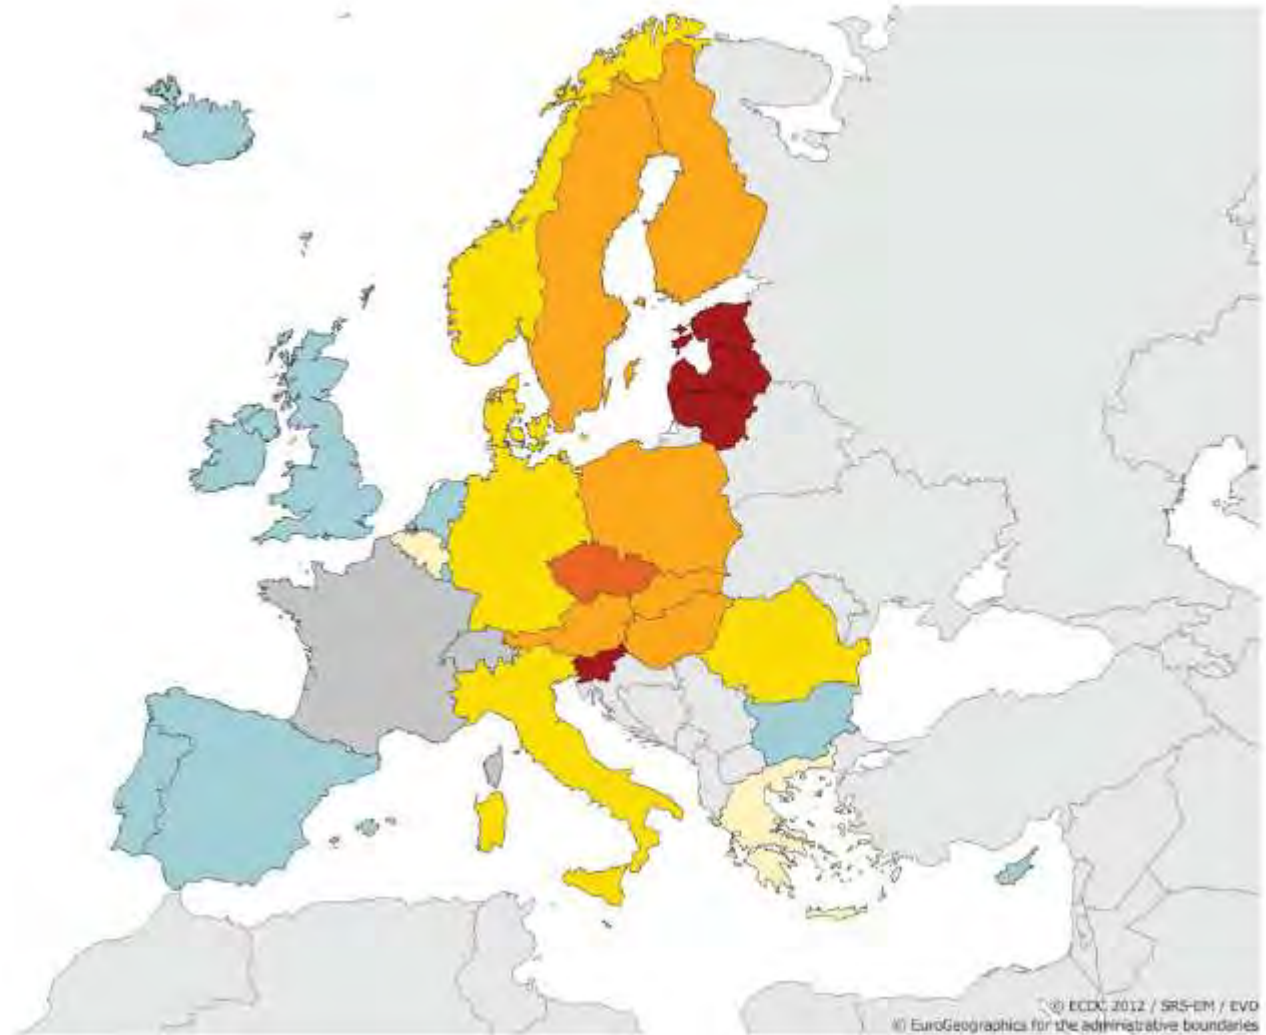 © ECDC 2012 / SRS-EM / EVD
© EuroGeographics for the administrative boundaries